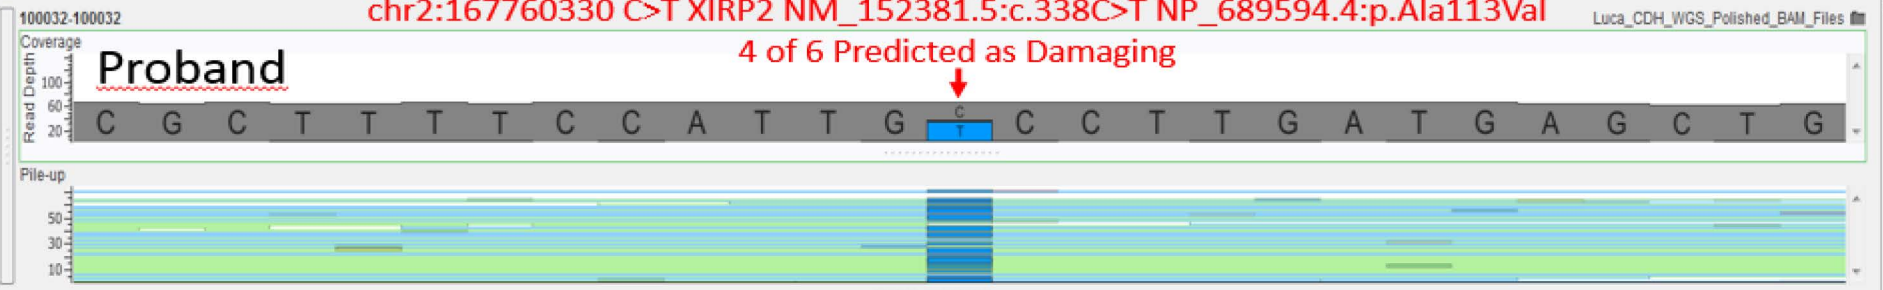 chr2:167760330 C>T XIRP2 NM_152381.5:c.338C>T NP_689594.4:p.Ala113Val
100032-100032
Luca_CDH_WGS_Polished_BAM_Files
Coverage
4 of 6 Predicted as Damaging
Proband
Read Depth
100
60
20
C G C T T T T C C A T T G C C C T T G A T G A G C T G
T
Pile-up
50
30
10